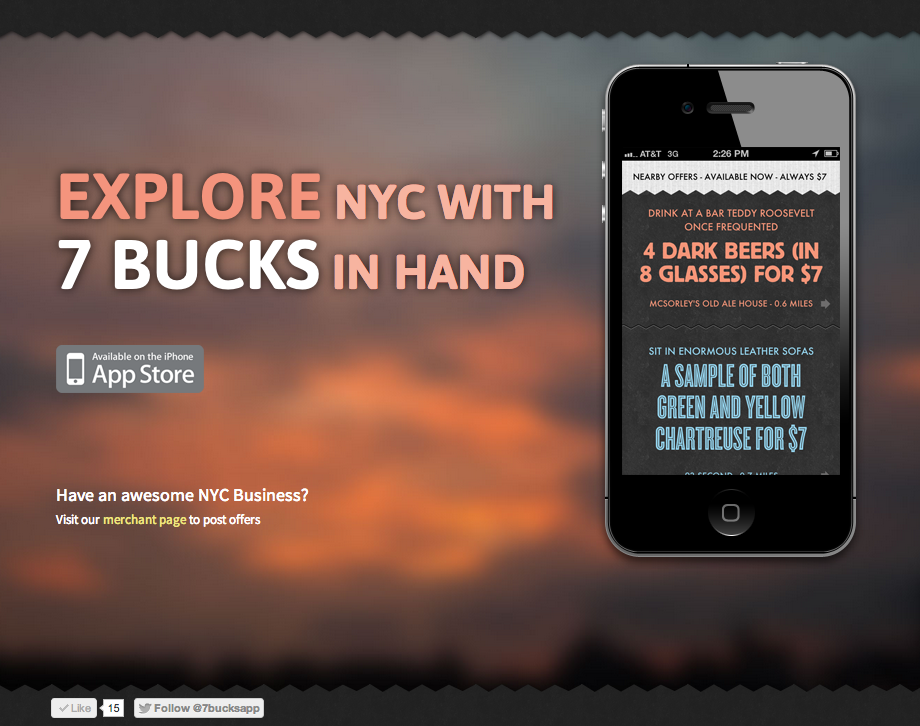 EXPLORE NYC WITH
7 BUCKS IN HAND
Available on the iPhone
App Store
Have an awesome NYC Business?
Visit our merchant page to post offers
AT&T 3G 2:26 PM
NEARBY OFFERS - AVAILABLE NOW - ALWAYS $7
DRINK AT A BAR TEDDY ROOSEVELT
ONCE FREQUENTED
4 DARK BEERS (IN
8 GLASSES) FOR $7
MCSORLEY'S OLD ALE HOUSE - 0.6 MILES
SIT IN ENORMOUS LEATHER SOFAS
A SAMPLE OF BOTH
GREEN AND YELLOW
CHARTREUSE FOR $7
Like 15
Follow @7bucksapp